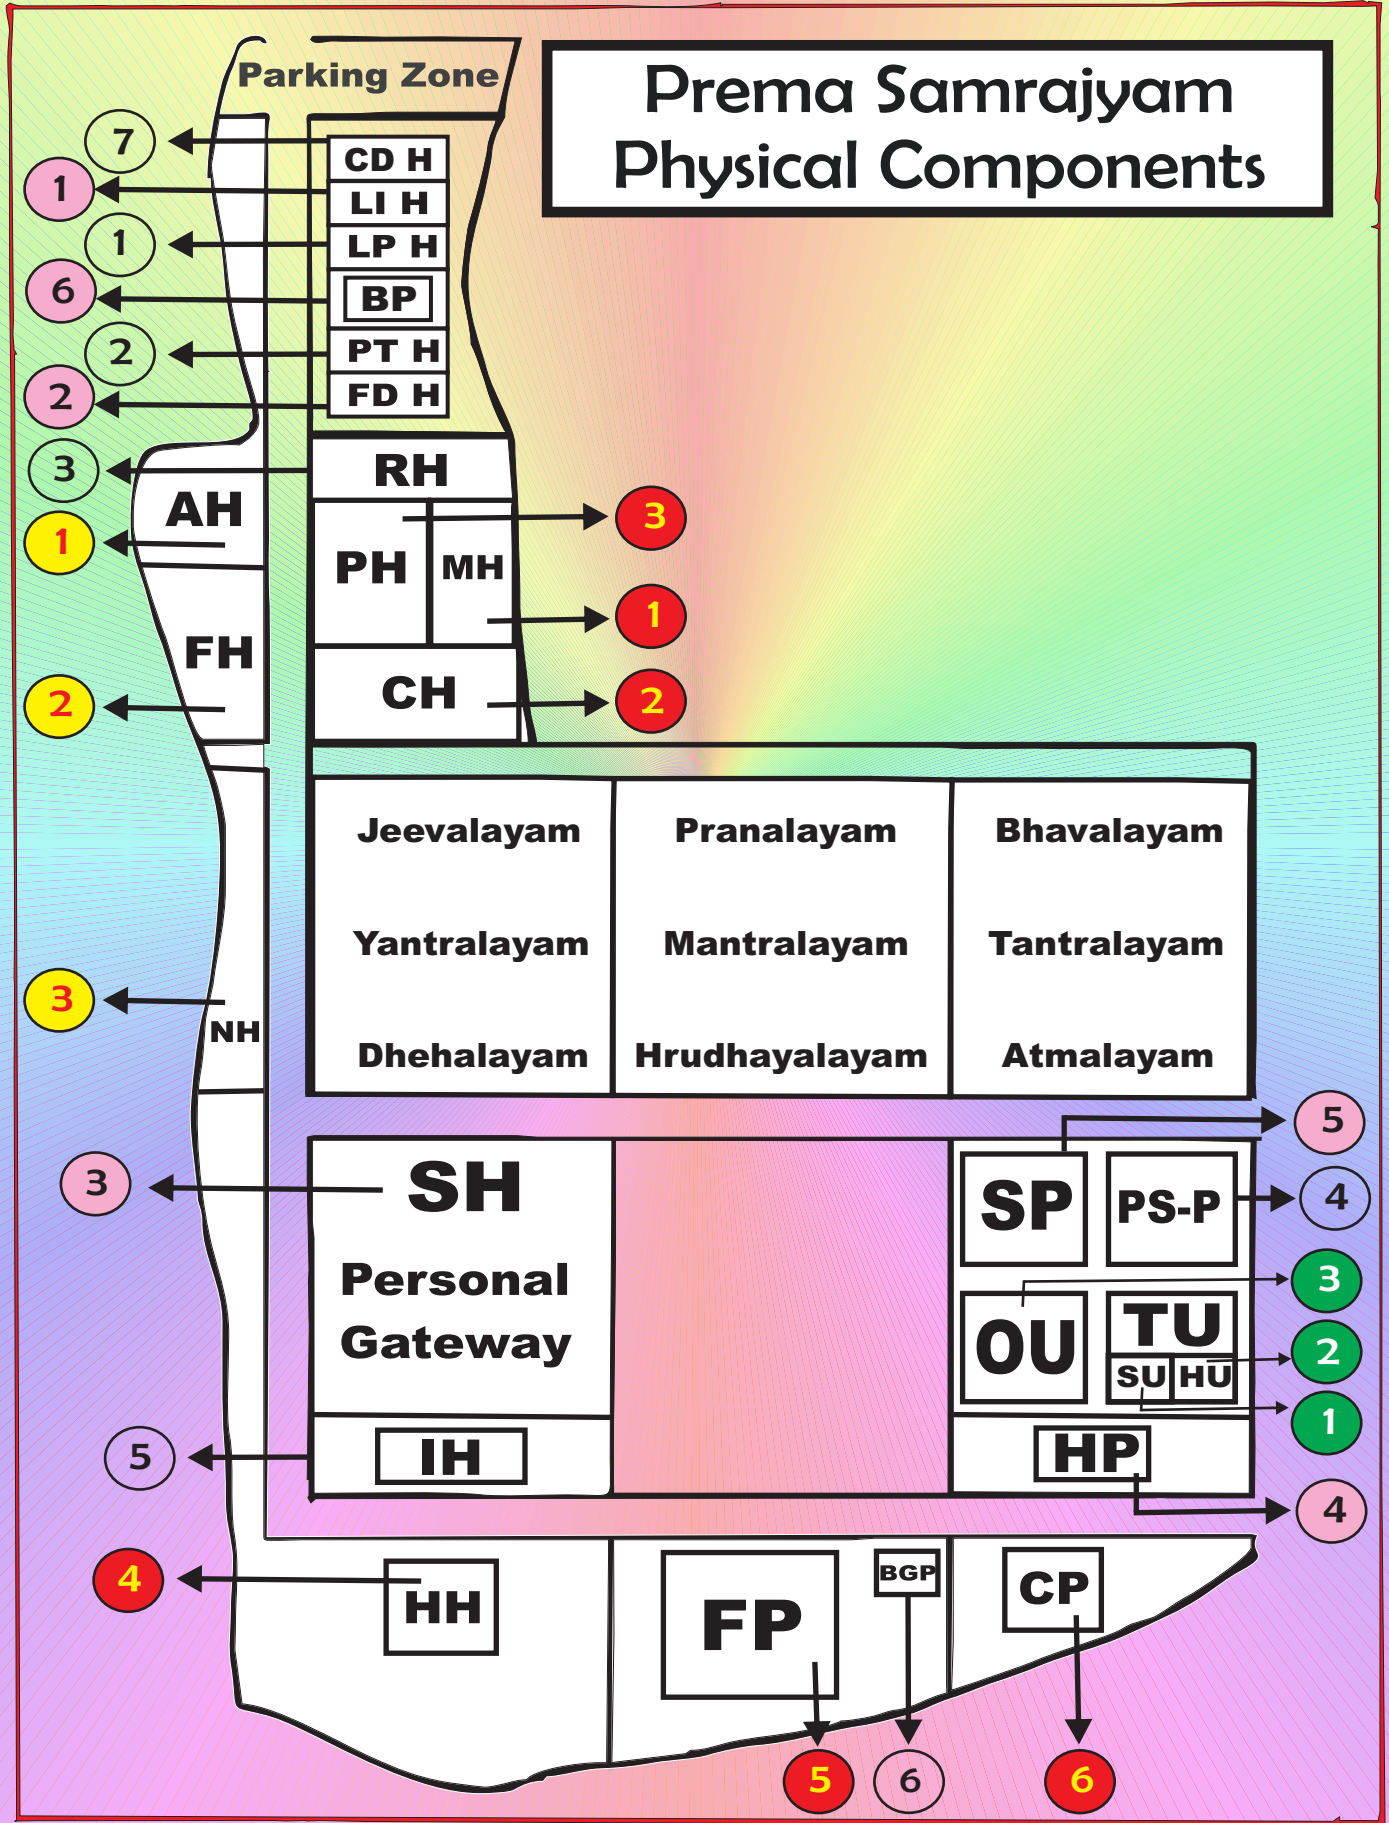 Prema Samrajyam
Physical Components
Parking Zone
7
CD H
1
LI H
1
LP H
6
BP
2
PT H
2
FD H
3
RH
AH
1
PH
MH
3
1
FH
2
CH
2
Jeevalayam
Pranalayam
Bhavalayam
Yantralayam
Mantralayam
Tantralayam
Dhehalayam
Hrudhayalayam
Atmalayam
3
NH
3
SH
Personal
Gateway
5
IH
SP
5
PS-P
4
OU
3
TU
SU
HU
2
1
HP
4
4
HH
FP
BGP
CP
5
6
6